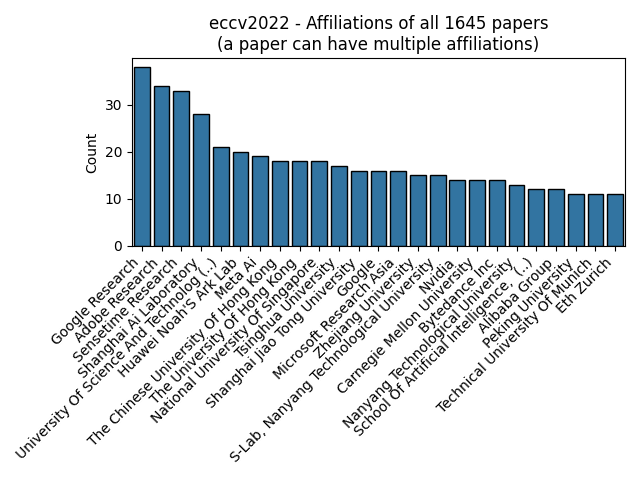 eccv2022 - Affiliations of all 1645 papers
(a paper can have multiple affiliations)
Count
30
20
10
0
Google Research
Adobe Research
Sensetime Research
Shanghai Ai Laboratory
University Of Science And Technolog (..)
Huawei Noah'S Ark Lab
Meta Ai
The Chinese University Of Hong Kong
The University Of Hong Kong
National University Of Singapore
Tsinghua University
Shanghai Jiao Tong University
Google
Microsoft Research Asia
Zhejiang University
S-Lab, Nanyang Technological University
Nvidia
Carnegie Mellon University
Bytedance Inc
Nanyang Technological University
School Of Artificial Intelligence, (..)
Alibaba Group
Peking University
Technical University Of Munich
Eth Zurich